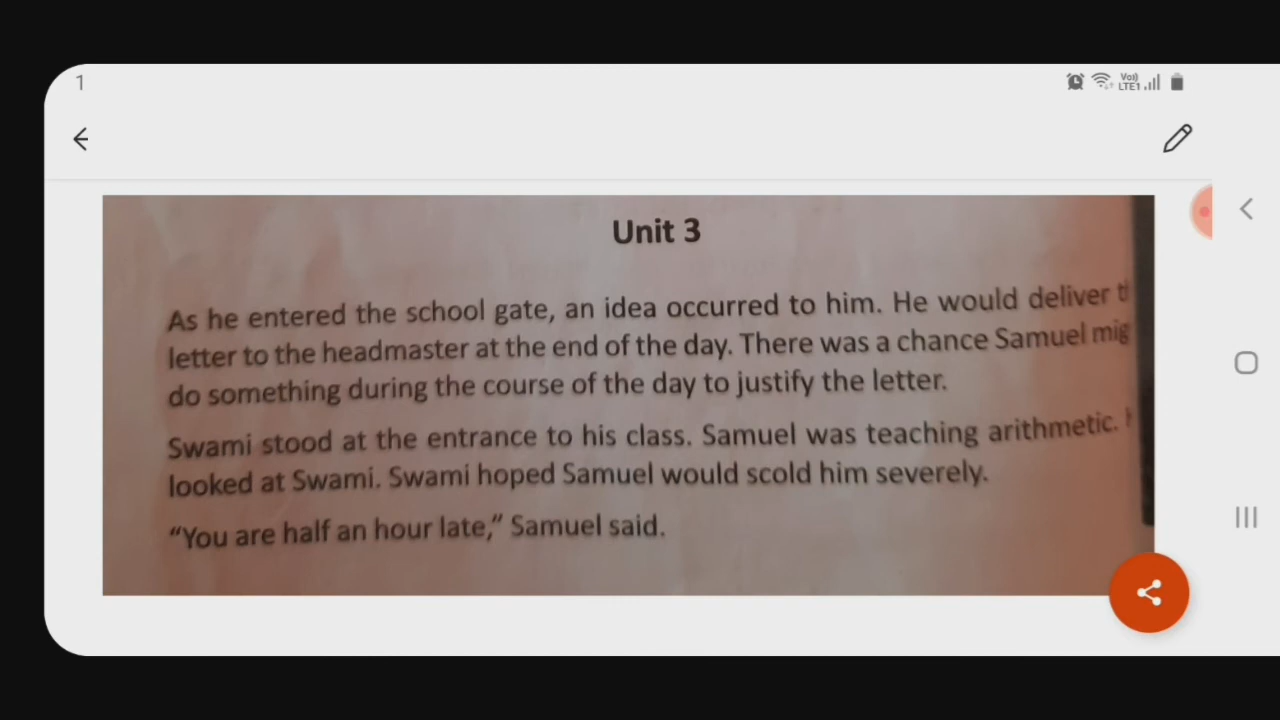 1
Vo))
LTE1
Unit 3
As he entered the school gate, an idea occurred to him. He would deliver
letter to the headmaster at the end of the day. There was a chance Samuel
do something during the course of the day to justify the letter.
Swami stood at the entrance to his class. Samuel was teaching arithmetic.
looked at Swami. Swami hoped Samuel would scold him severely.
“You are half an hour late,” Samuel said.